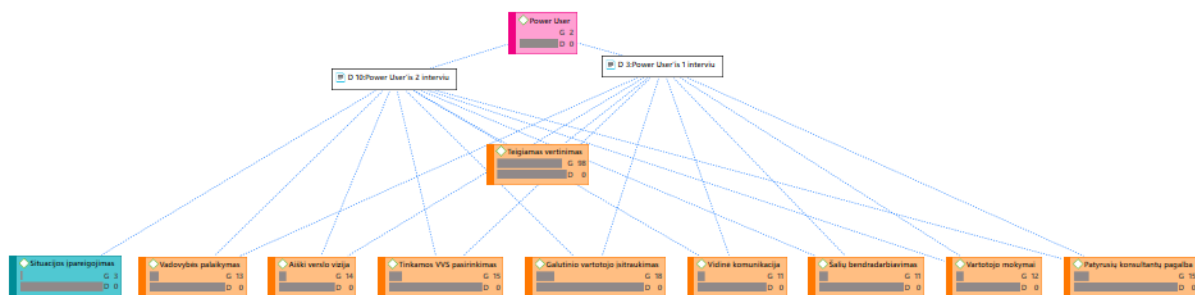 Power User
G 2
D 0
D 10:Power User'is 2 interviu
D 3:Power User'is 1 interviu
Teigiamas vertinimas
G 98
D 0
Situacijos įpareigojimas
G 3
D 0
Vadovybės palaikymas
G 13
D 0
Aiški verslo vizija
G 14
D 0
Tinkamos VVS pasirinkimas
G 15
D 0
Galutinio vartotojo įsitraukimas
G 18
D 0
Vidinė komunikacija
G 11
D 0
Šalių bendradarbiavimas
G 11
D 0
Vartotojo mokymai
G 12
D 0
Patyrusių konsultantų pagalba
G 15
D 0